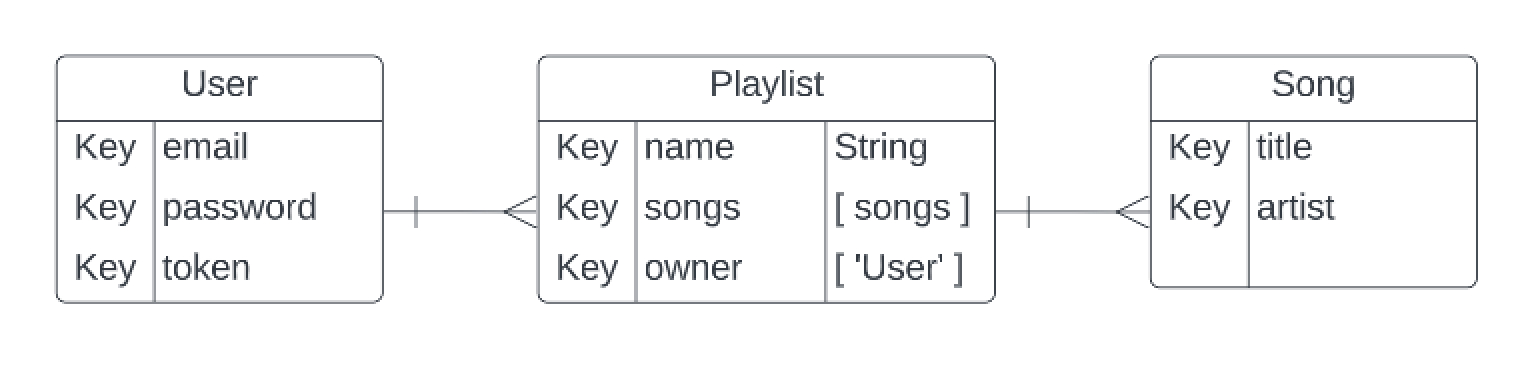 User
Key email
Key password
Key token
Playlist
Key name String
Key songs [ songs ]
Key owner [ 'User' ]
Song
Key title
Key artist